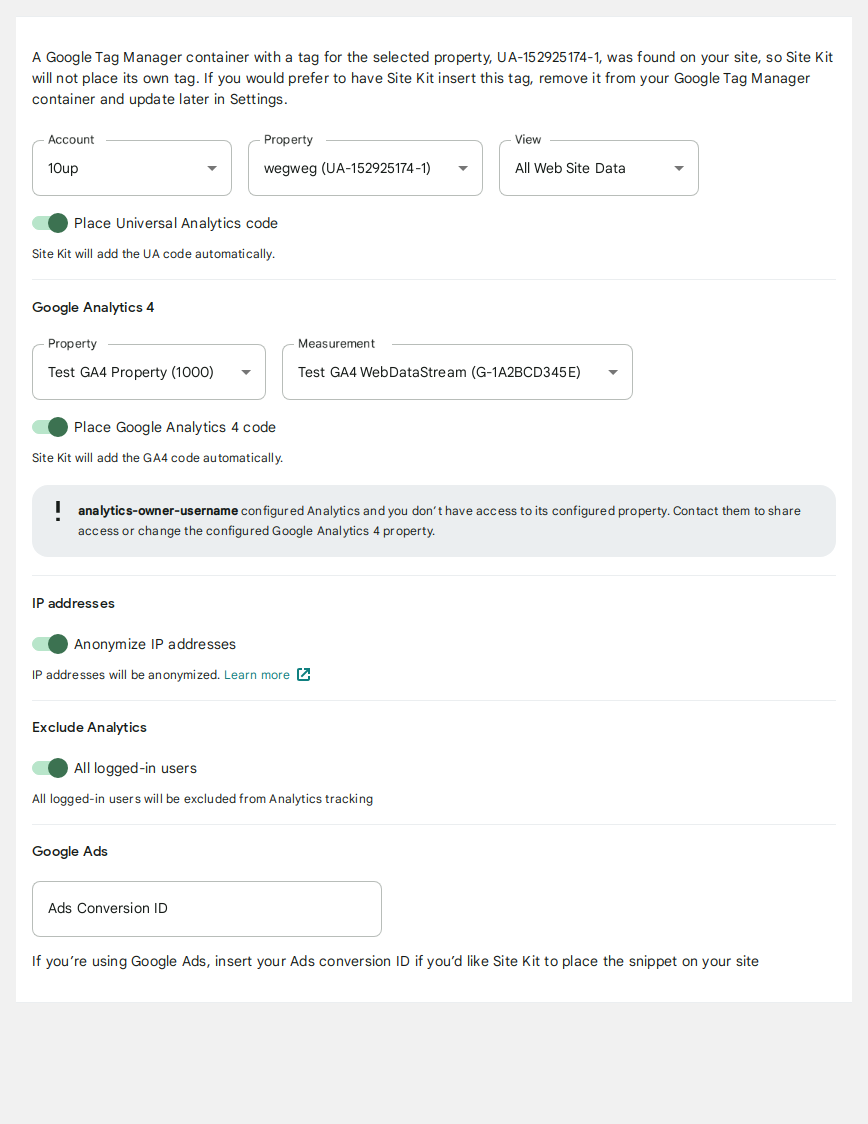 A Google Tag Manager container with a tag for the selected property, UA-152925174-1, was found on your site, so Site Kit
will not place its own tag. If you would prefer to have Site Kit insert this tag, remove it from your Google Tag Manager
container and update later in Settings.
Account
10up
Property
wegweg (UA-152925174-1)
View
All Web Site Data
Place Universal Analytics code
Site Kit will add the UA code automatically.
Google Analytics 4
Property
Test GA4 Property (1000)
Measurement
Test GA4 WebDataStream (G-1A2BCD345E)
Place Google Analytics 4 code
Site Kit will add the GA4 code automatically.
analytics-owner-username configured Analytics and you don’t have access to its configured property. Contact them to share
access or change the configured Google Analytics 4 property.
IP addresses
Anonymize IP addresses
IP addresses will be anonymized. Learn more
Exclude Analytics
All logged-in users
All logged-in users will be excluded from Analytics tracking
Google Ads
Ads Conversion ID
If you’re using Google Ads, insert your Ads conversion ID if you’d like Site Kit to place the snippet on your site